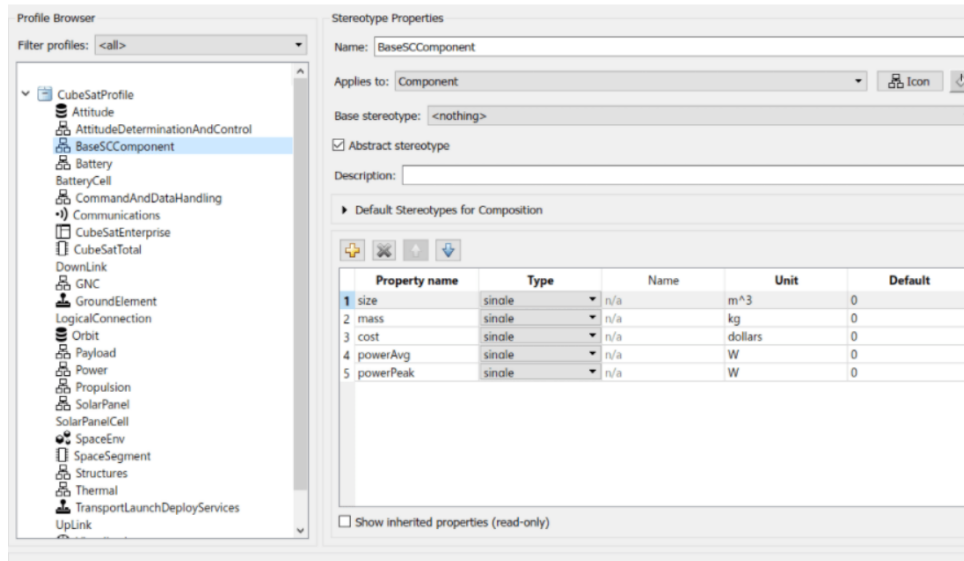 Profile Browser
Filter profiles: <all>
CubeSatProfile
Attitude
AttitudeDeterminationAndControl
BaseSCComponent
Battery
BatteryCell
CommandAndDataHandling
Communications
CubeSatEnterprise
CubeSatTotal
DownLink
GNC
GroundElement
LogicalConnection
Orbit
Payload
Power
Propulsion
SolarPanel
SolarPanelCell
SpaceEnv
SpaceSegment
Structures
Thermal
TransportLaunchDeployServices
UpLink
Stereotype Properties
Name: BaseSCComponent
Applies to: Component Icon
Base stereotype: <nothing>
Abstract stereotype
Description:
Default Stereotypes for Composition
Property name Type Name Unit Default
1 size single n/a m^3 0
2 mass single n/a kg 0
3 cost single n/a dollars 0
4 powerAvg single n/a W 0
5 powerPeak single n/a W 0
Show inherited properties (read-only)